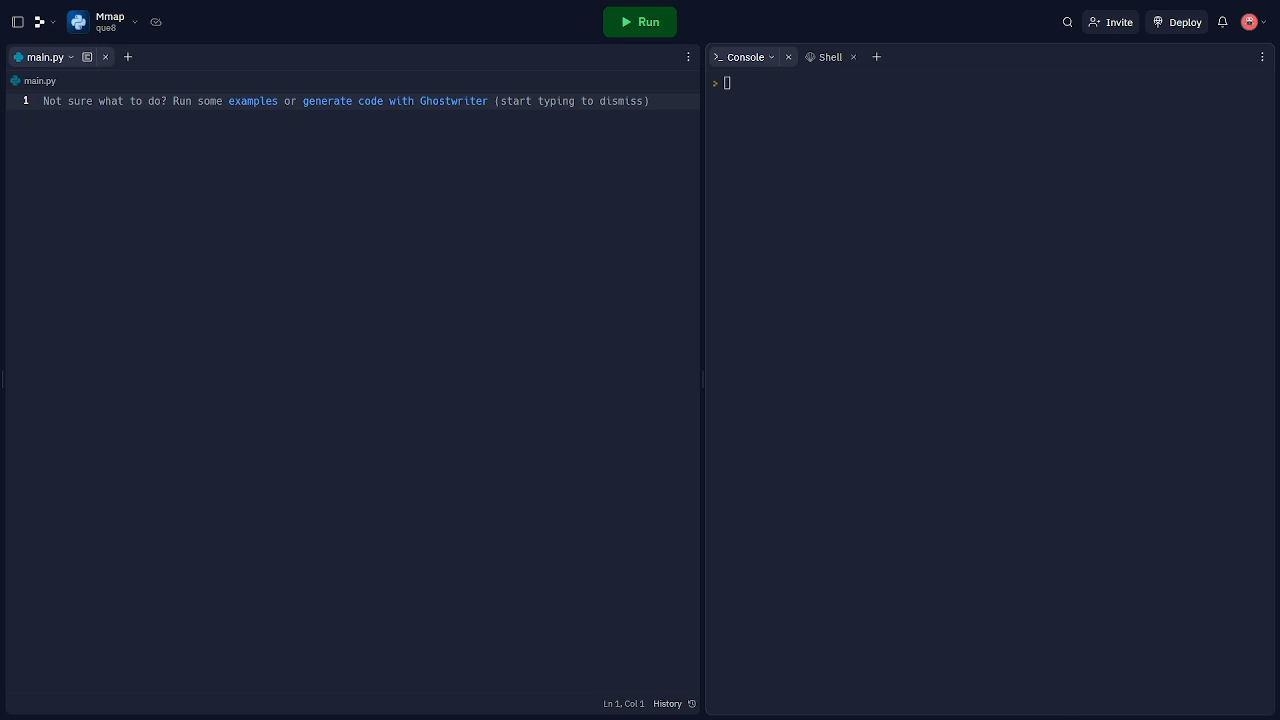 Mmap
que8
Run
Invite
Deploy
main.py
Console
Shell
main.py
1 Not sure what to do? Run some examples or generate code with Ghostwriter (start typing to dismiss)
Ln 1, Col 1 History